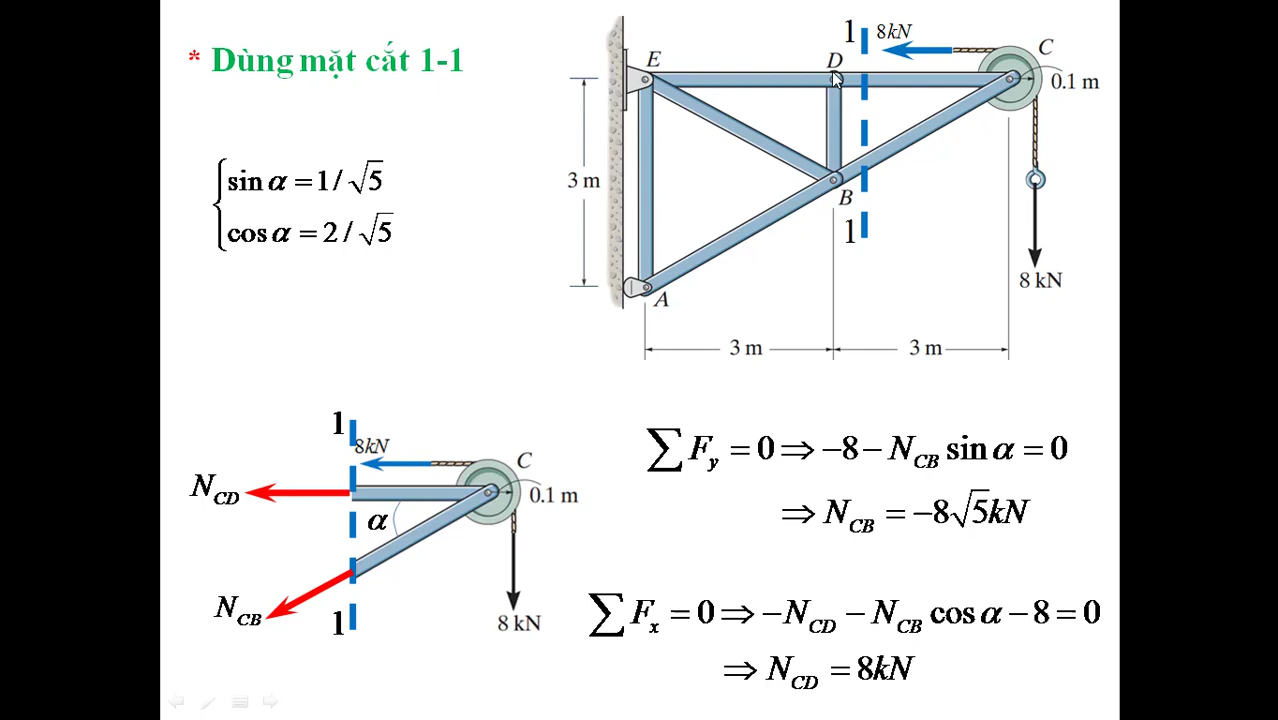 * Dùng mặt cắt 1-1
sin α = 1 / √5
cos α = 2 / √5
1
8kN
C
E
D
0.1 m
3 m
B
1
8 kN
A
3 m
3 m
1
8kN
C
N_CD
0.1 m
α
N_CB
1
8 kN
∑ F_y = 0 ⇒ −8 − N_CB sin α = 0
⇒ N_CB = −8√5kN
∑ F_x = 0 ⇒ −N_CD − N_CB cos α − 8 = 0
⇒ N_CD = 8kN